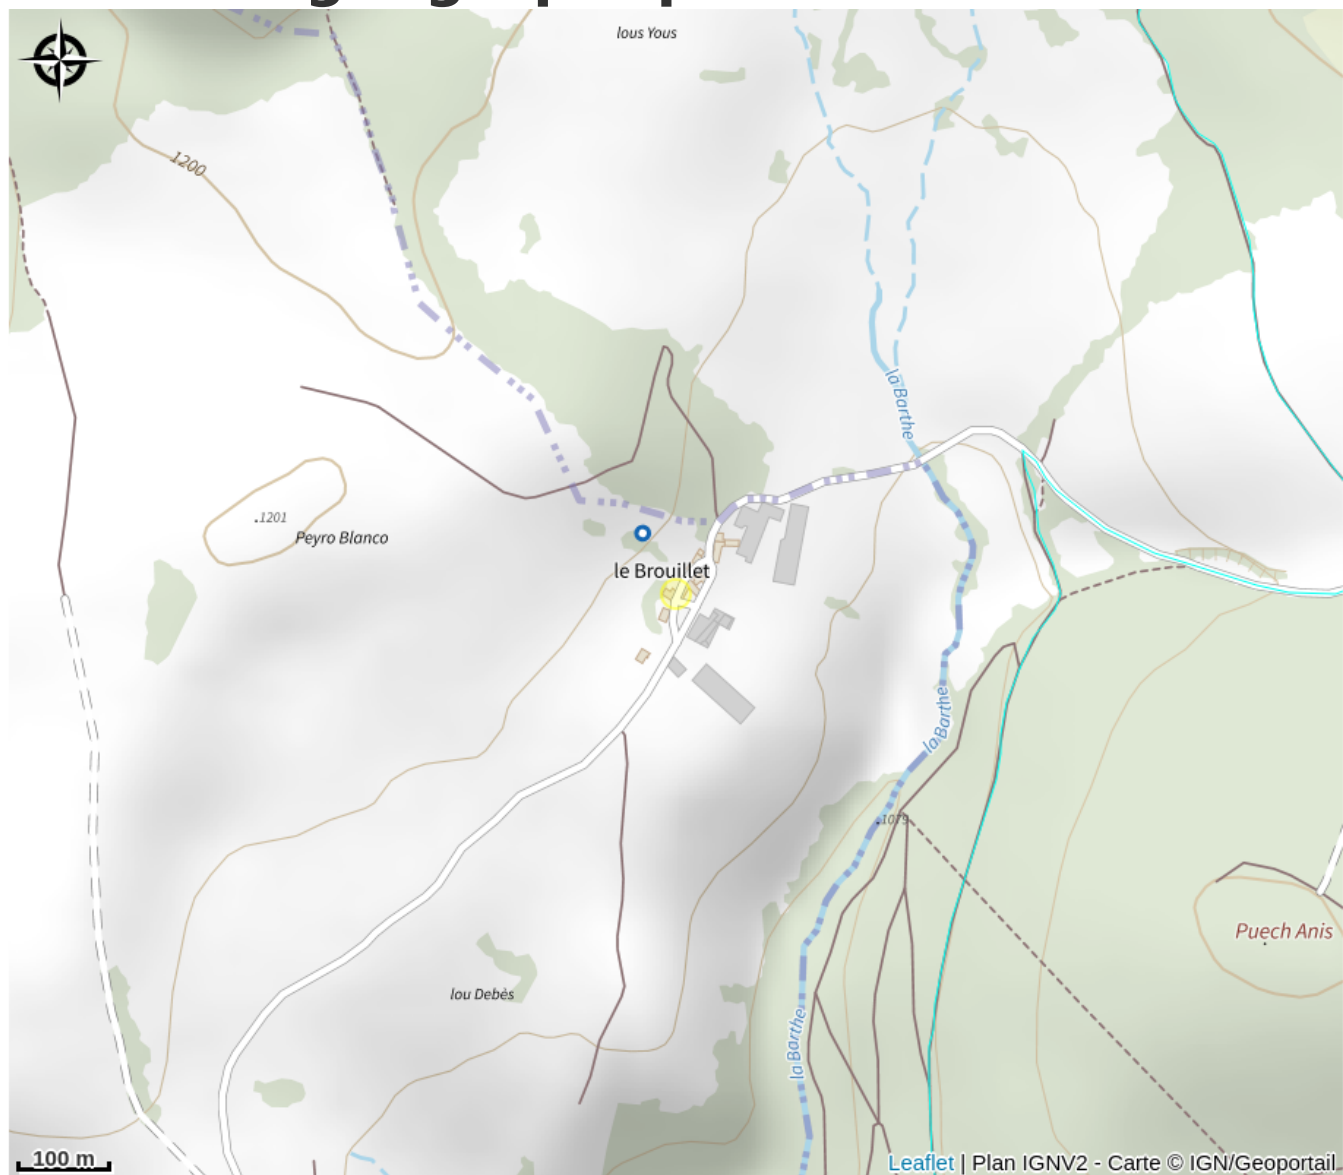 lous Yous
1200
la Barthe
1201
Peyro Blanco
le Brouillet
la Barthe
1079
Puech Anis
lou Debès
la Barthe
100 m
Leaflet | Plan IGNV2 - Carte © IGN/Geoportail